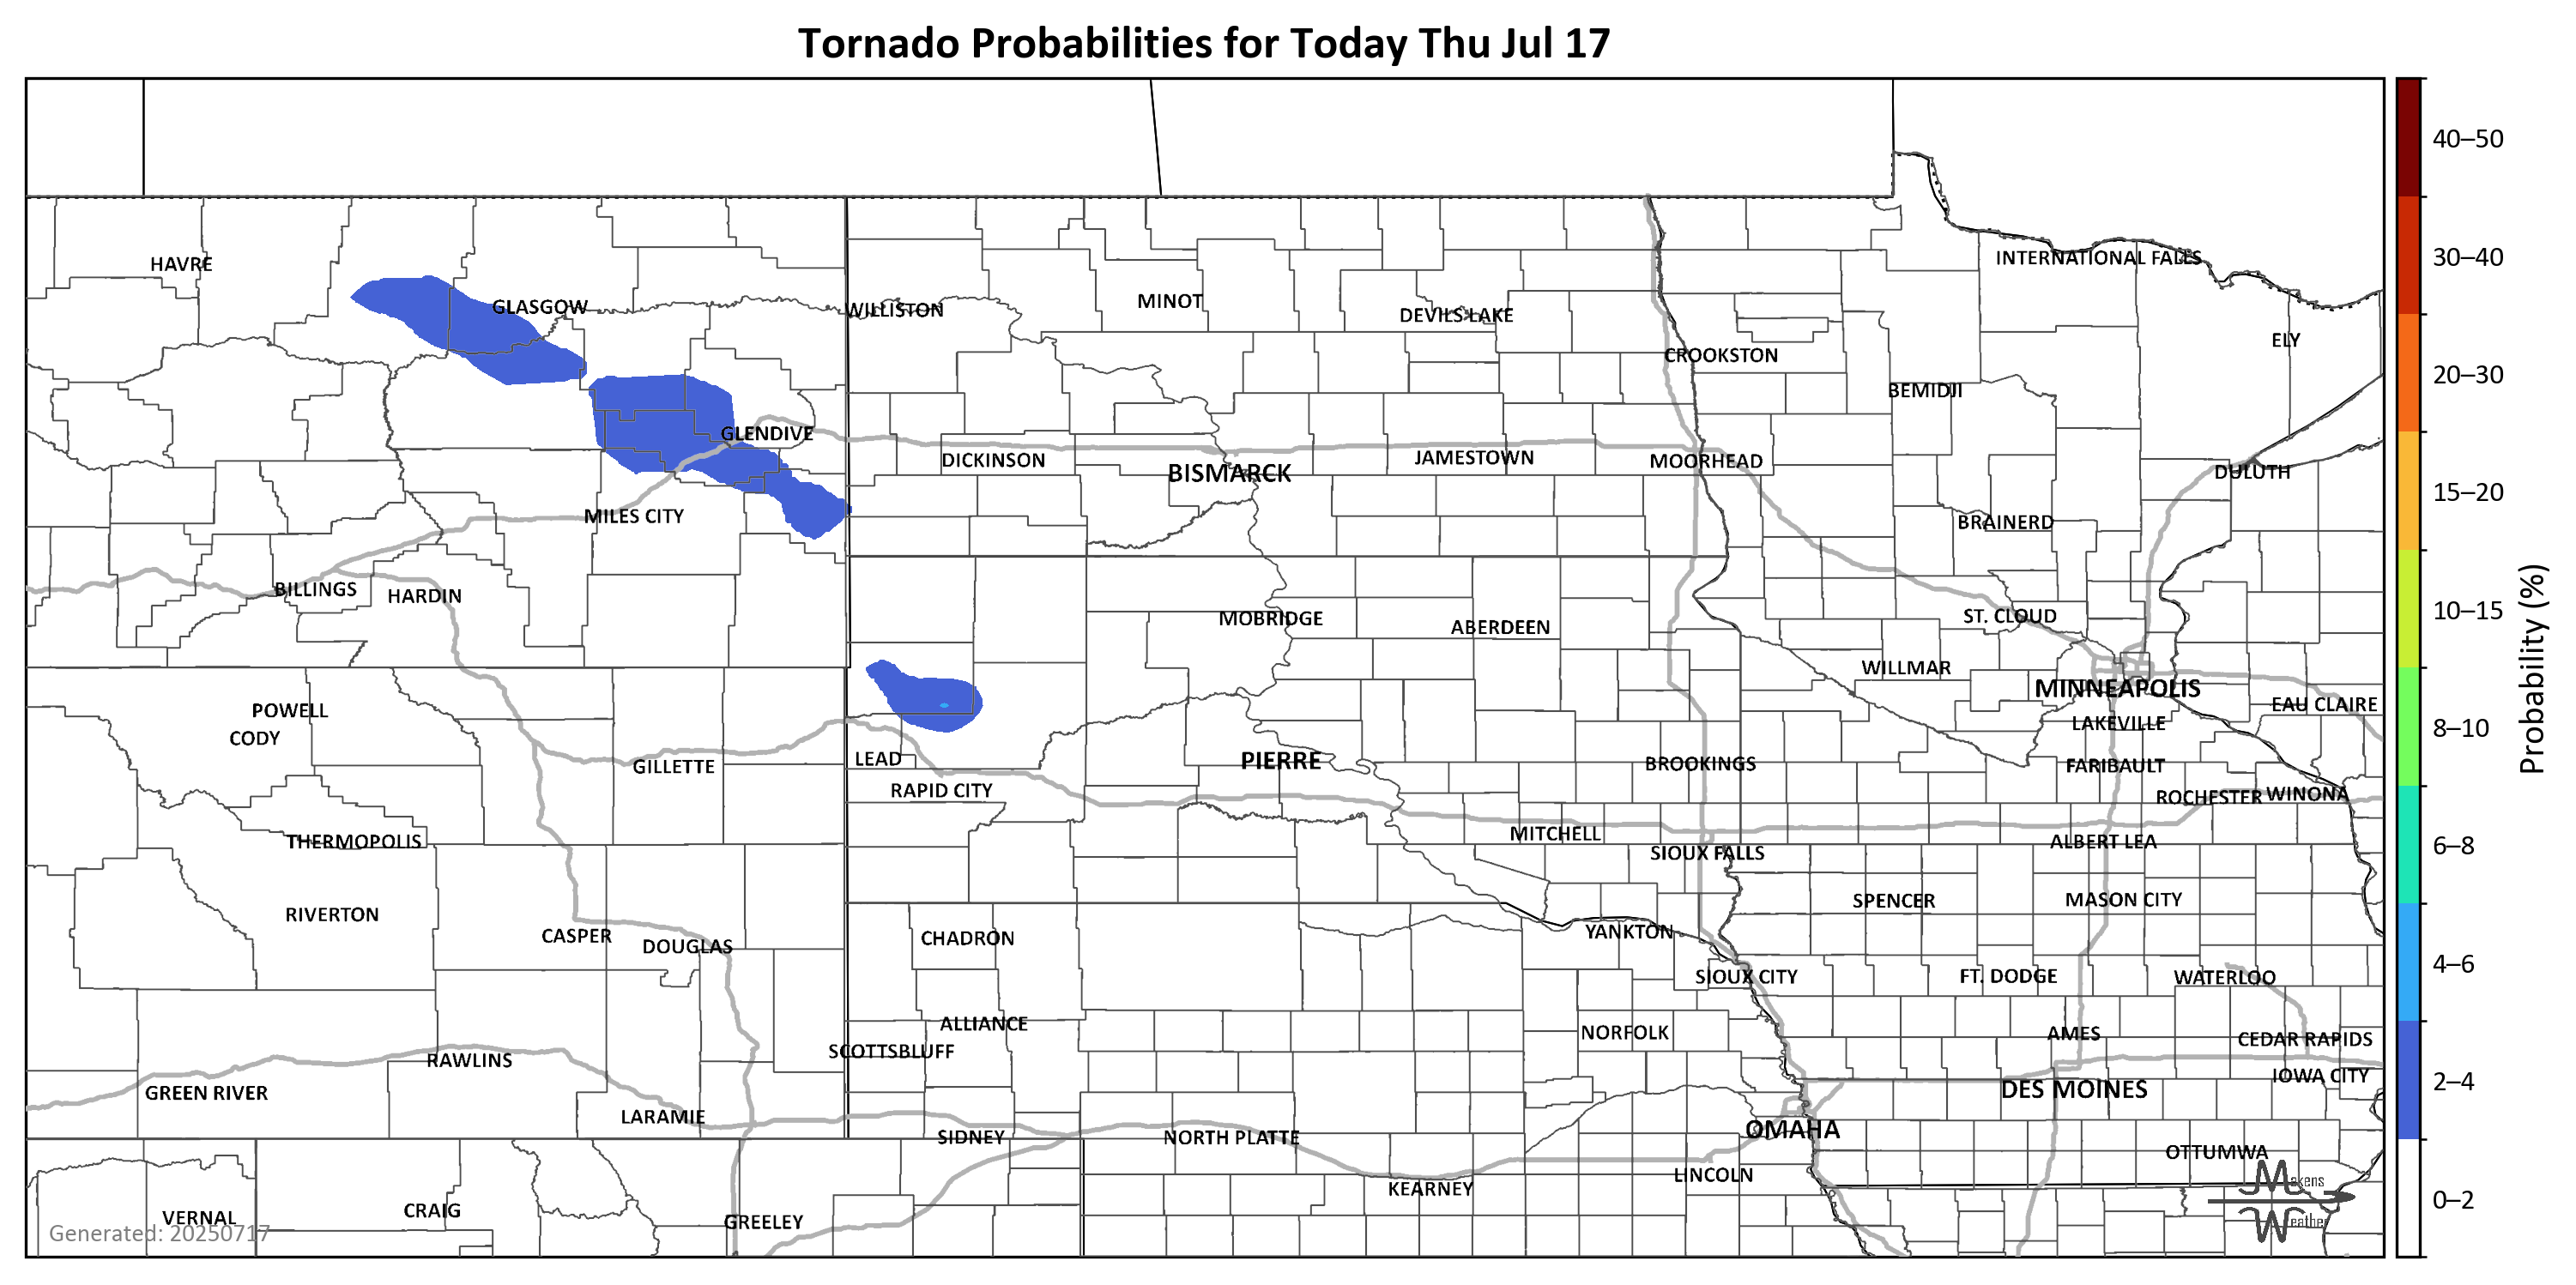 Tornado Probabilities for Today Thu Jul 17
40–50
HAVRE
INTERNATIONAL FALLS
30–40
GLASGOW
WILLISTON
MINOT
DEVILS LAKE
ELY
CROOKSTON
20–30
BEMIDJI
GLENDIVE
DICKINSON
BISMARCK
JAMESTOWN
MOORHEAD
DULUTH
15–20
MILES CITY
BRAINERD
BILLINGS
HARDIN
MOBRIDGE
ABERDEEN
ST. CLOUD
10–15
WILLMAR
MINNEAPOLIS
EAU CLAIRE
POWELL
LAKEVILLE
8–10
Probability (%)
CODY
GILLETTE
LEAD
PIERRE
BROOKINGS
FARIBAULT
RAPID CITY
ROCHESTER
WINONA
THERMOPOLIS
MITCHELL
ALBERT LEA
6–8
SIOUX FALLS
RIVERTON
SPENCER
MASON CITY
CASPER
DOUGLAS
CHADRON
YANKTON
4–6
SIOUX CITY
FT. DODGE
WATERLOO
ALLIANCE
NORFOLK
AMES
CEDAR RAPIDS
SCOTTSBLUFF
RAWLINS
IOWA CITY
2–4
GREEN RIVER
DES MOINES
LARAMIE
OMAHA
SIDNEY
NORTH PLATTE
OTTUMWA
LINCOLN
KEARNEY
Makens
0–2
VERNAL
CRAIG
GREELEY
Weather
Generated: 20250717